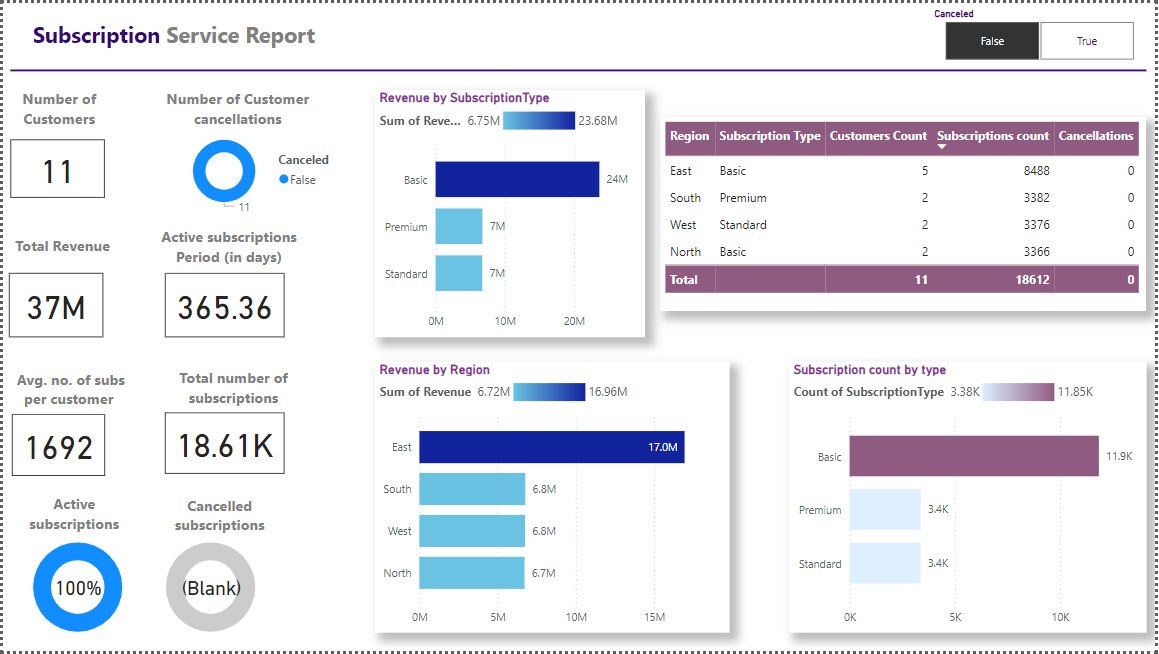 Canceled
Subscription Service Report
False True
Number of
Customers
11
Number of Customer
cancellations
Canceled
False
11
Total Revenue
37M
Active subscriptions
Period (in days)
365.36
Avg. no. of subs
per customer
1692
Total number of
subscriptions
18.61K
Active
subscriptions
100%
Cancelled
subscriptions
(Blank)
Revenue by SubscriptionType
Sum of Reve... 6.75M 23.68M
Basic 24M
Premium 7M
Standard 7M
0M 10M 20M
Region Subscription Type Customers Count Subscriptions count Cancellations
East Basic 5 8488 0
South Premium 2 3382 0
West Standard 2 3376 0
North Basic 2 3366 0
Total 11 18612 0
Revenue by Region
Sum of Revenue 6.72M 16.96M
East 17.0M
South 6.8M
West 6.8M
North 6.7M
0M 5M 10M 15M
Subscription count by type
Count of SubscriptionType 3.38K 11.85K
Basic 11.9K
Premium 3.4K
Standard 3.4K
0K 5K 10K